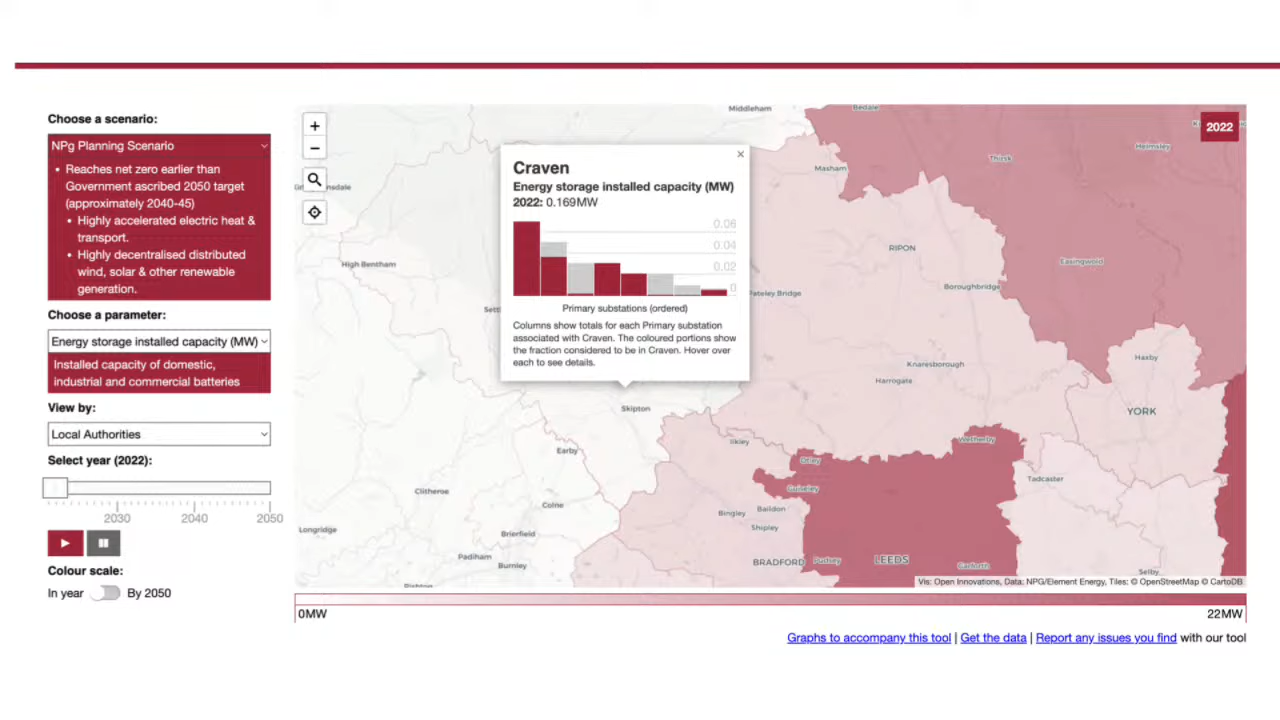 Choose a scenario:
NPg Planning Scenario
Reaches net zero earlier than
Government ascribed 2050 target
(approximately 2040-45)
Highly accelerated electric heat &
transport.
Highly decentralised distributed
wind, solar & other renewable
generation.
Choose a parameter:
Energy storage installed capacity (MW)
Installed capacity of domestic,
industrial and commercial batteries
View by:
Local Authorities
Select year (2022):
2030 2040 2050
Colour scale:
In year By 2050
+
−
2022
Craven
×
Energy storage installed capacity (MW)
2022: 0.169MW
0.06
0.04
0.02
0
Primary substations (ordered)
Columns show totals for each Primary substation
associated with Craven. The coloured portions show
the fraction considered to be in Craven. Hover over
each to see details.
Middleham
Bedale
Helmsley
Thirsk
Masham
RIPON
High Bentham
Easingwold
Boroughbridge
Pateley Bridge
Haxby
Knaresborough
Harrogate
Skipton
YORK
Ilkley
Wetherby
Earby
Otley
Tadcaster
Guiseley
Clitheroe
Colne
Bingley
Baildon
Shipley
Longridge
Brierfield
Padiham
Burnley
BRADFORD
Pudsey
LEEDS
Garforth
Selby
Vis: Open Innovations, Data: NPG/Element Energy, Tiles: © OpenStreetMap © CartoDB
0MW
22MW
Graphs to accompany this tool | Get the data | Report any issues you find with our tool